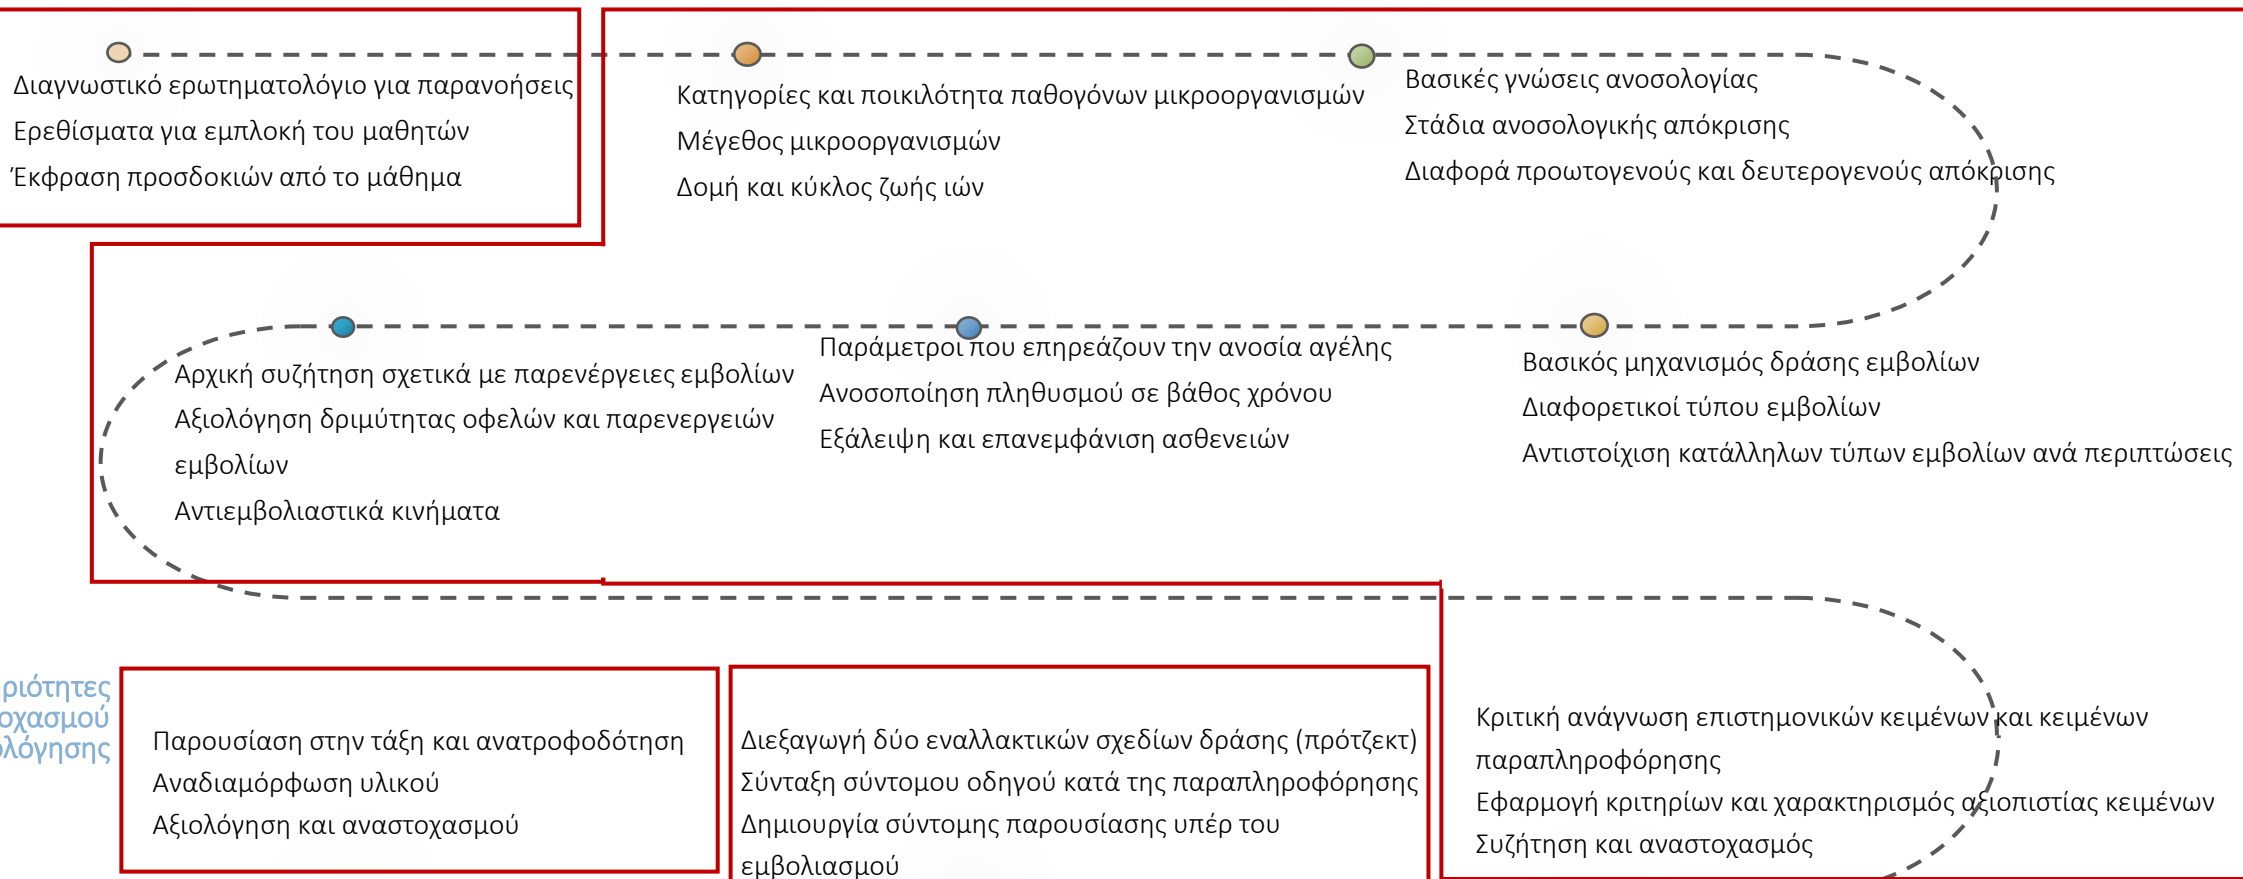 Διαγνωστικό ερωτηματολόγιο για παρανοήσεις
Ερεθίσματα για εμπλοκή του μαθητών
Έκφραση προσδοκιών από το μάθημα
Κατηγορίες και ποικιλότητα παθογόνων μικροοργανισμών
Μέγεθος μικροοργανισμών
Δομή και κύκλος ζωής ιών
Βασικές γνώσεις ανοσολογίας
Στάδια ανοσολογικής απόκρισης
Διαφορά προωτογενούς και δευτερογενούς απόκρισης
Βασικός μηχανισμός δράσης εμβολίων
Διαφορετικοί τύπου εμβολίων
Αντιστοίχιση κατάλληλων τύπων εμβολίων ανά περιπτώσεις
Παράμετροι που επηρεάζουν την ανοσία αγέλης
Ανοσοποίηση πληθυσμού σε βάθος χρόνου
Εξάλειψη και επανεμφάνιση ασθενειών
Αρχική συζήτηση σχετικά με παρενέργειες εμβολίων
Αξιολόγηση δριμύτητας οφελών και παρενεργειών
εμβολίων
Αντιεμβολιαστικά κινήματα
Κριτική ανάγνωση επιστημονικών κειμένων και κειμένων
παραπληροφόρησης
Εφαρμογή κριτηρίων και χαρακτηρισμός αξιοπιστίας κειμένων
Συζήτηση και αναστοχασμός
Διεξαγωγή δύο εναλλακτικών σχεδίων δράσης (πρότζεκτ)
Σύνταξη σύντομου οδηγού κατά της παραπληροφόρησης
Δημιουργία σύντομης παρουσίασης υπέρ του
εμβολιασμού
Παρουσίαση στην τάξη και ανατροφοδότηση
Αναδιαμόρφωση υλικού
Αξιολόγηση και αναστοχασμού